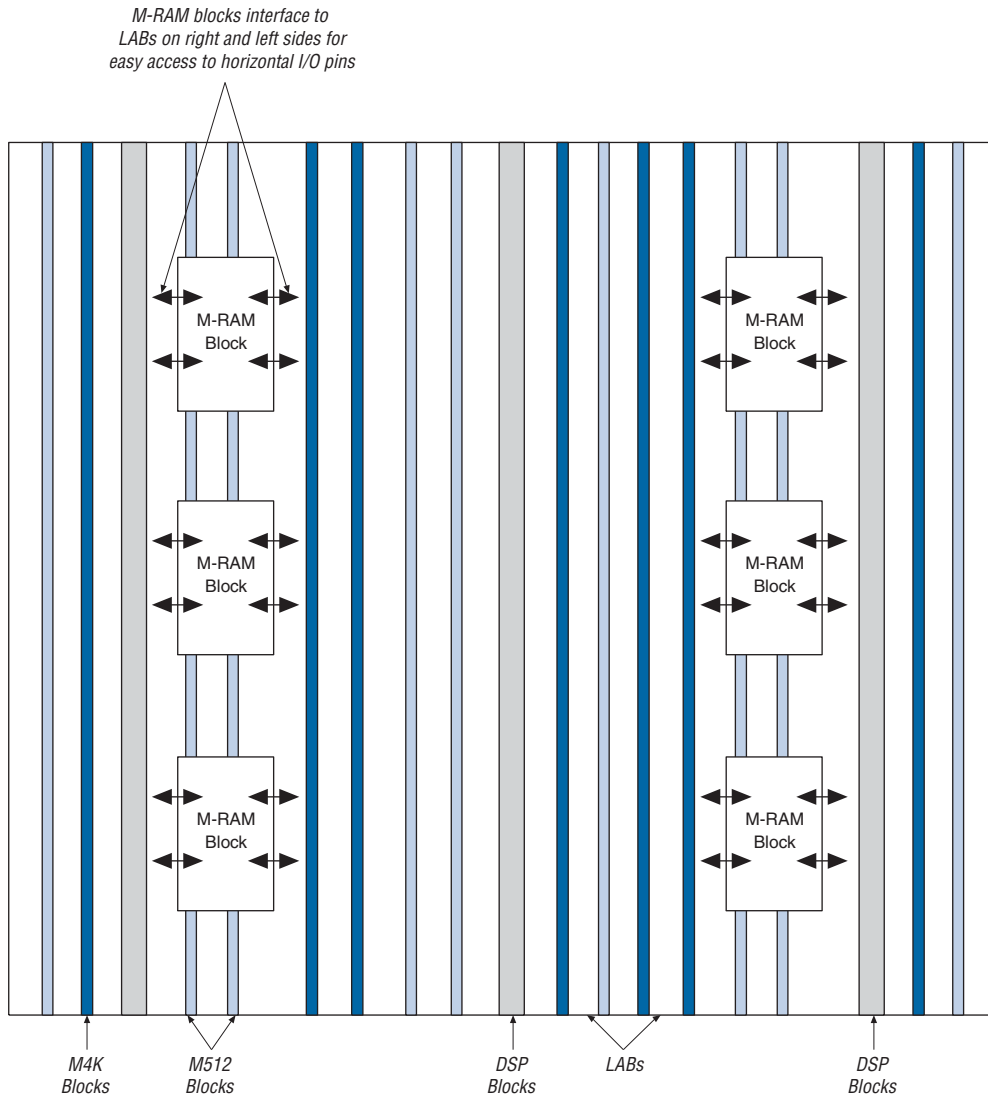 M-RAM blocks interface to
LABs on right and left sides for
easy access to horizontal I/O pins
M-RAM
Block
M-RAM
Block
M-RAM
Block
M-RAM
Block
M-RAM
Block
M-RAM
Block
M4K
Blocks
M512
Blocks
DSP
Blocks
LABs
DSP
Blocks